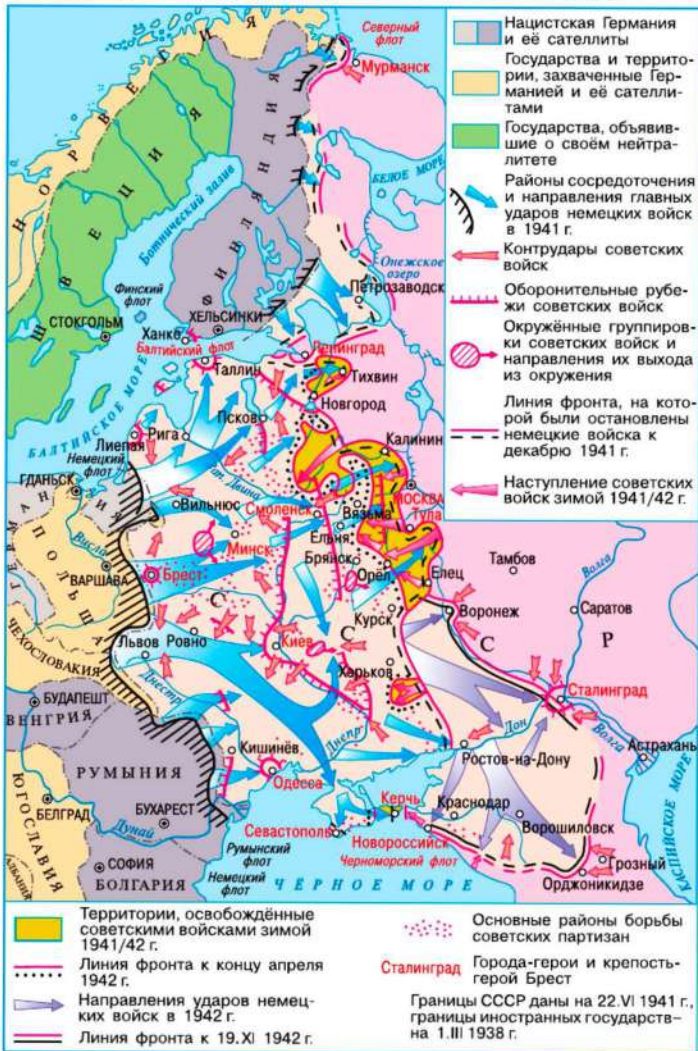 Северный
флот
Мурманск
НОРВЕГИЯ
ШВЕЦИЯ
ФИНЛЯНДИЯ
БЕЛОЕ МОРЕ
Ботнический залив
Онежское
озеро
Петрозаводск
Финский
флот
ХЕЛЬСИНКИ
СТОКГОЛЬМ
Ханко
Балтийский флот
Ленинград
Таллин
Тихвин
Новгород
БАЛТИЙСКОЕ МОРЕ
Псков
Калинин
Лиепая
Рига
Немецкий
флот
Зап. Двина
ГДАНЬСК
МОСКВА
Вильнюс
Смоленск
Вязьма
Тула
ГЕРМАНИЯ
Висла
Минск
Ельня
ПОЛЬША
ВАРШАВА
Брест
Брянск
Орёл
Елец
Тамбов
Волга
С С С Р
Курск
Воронеж
Саратов
ЧЕХОСЛОВАКИЯ
Львов
Ровно
Киев
Харьков
Сталинград
Днестр
Днепр
Дон
Волга
БУДАПЕШТ
ВЕНГРИЯ
Кишинёв
Ростов-на-Дону
Астрахань
РУМЫНИЯ
Одесса
ЮГОСЛАВИЯ
БЕЛГРАД
БУХАРЕСТ
Керчь
Краснодар
Ворошиловск
Дунай
Севастополь
Новороссийск
КАСПИЙСКОЕ МОРЕ
Румынский
флот
Черноморский флот
Грозный
АЛБАНИЯ
СОФИЯ
Немецкий
флот
Орджоникидзе
БОЛГАРИЯ
ЧЁРНОЕ МОРЕ
Нацистская Германия
и её сателлиты
Государства и террито-
рии, захваченные Гер-
манией и её сателли-
тами
Государства, объявив-
шие о своём нейтра-
литете
Районы сосредоточения
и направления главных
ударов немецких войск
в 1941 г.
Контрудары советских
войск
Оборонительные рубе-
жи советских войск
Окружённые группиров-
ки советских войск и
направления их выхода
из окружения
Линия фронта, на ко-
торой были остановлены
немецкие войска к
декабрю 1941 г.
Наступление советских
войск зимой 1941/42 г.
Территории, освобождённые
советскими войсками зимой
1941/42 г.
Линия фронта к концу апреля
1942 г.
Направления ударов немец-
ких войск в 1942 г.
Линия фронта к 19.XI 1942 г.
Основные районы борьбы
советских партизан
Сталинград
Города-герои и крепость-
герой Брест
Границы СССР даны на 22.VI 1941 г.,
границы иностранных государств-
на 1.III 1938 г.